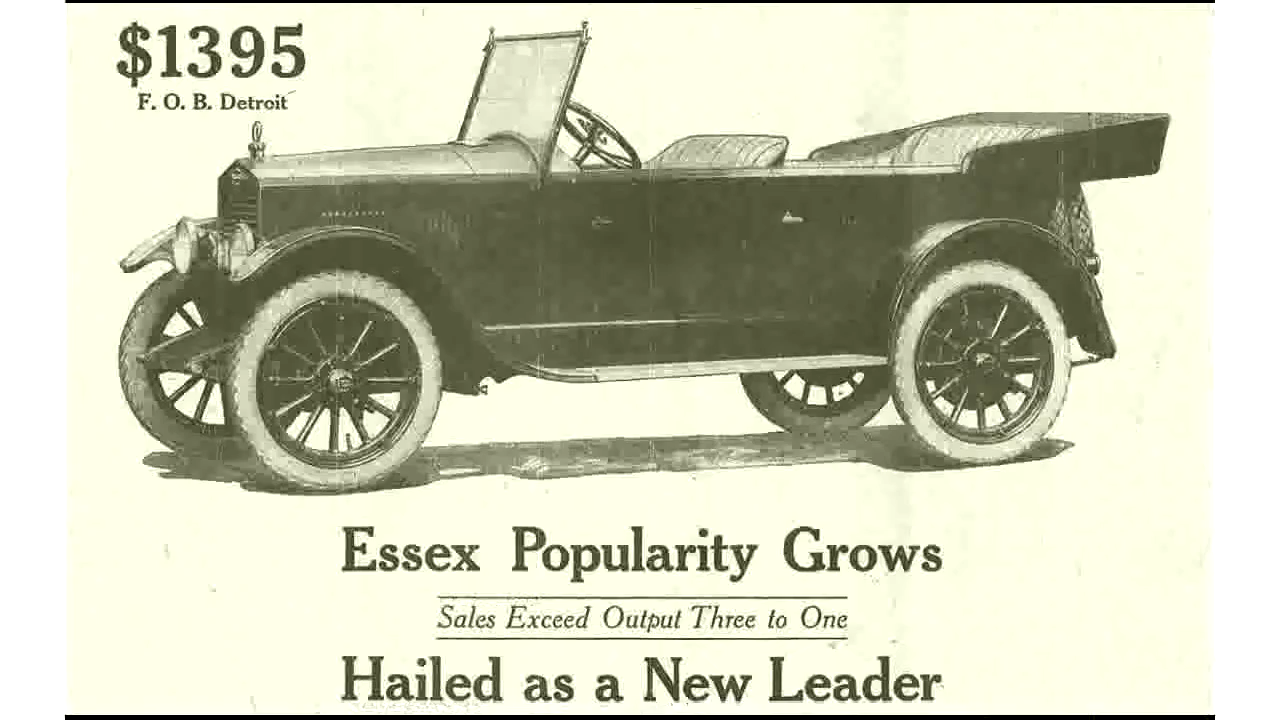 $1395
F. O. B. Detroit
Essex Popularity Grows
Sales Exceed Output Three to One
Hailed as a New Leader